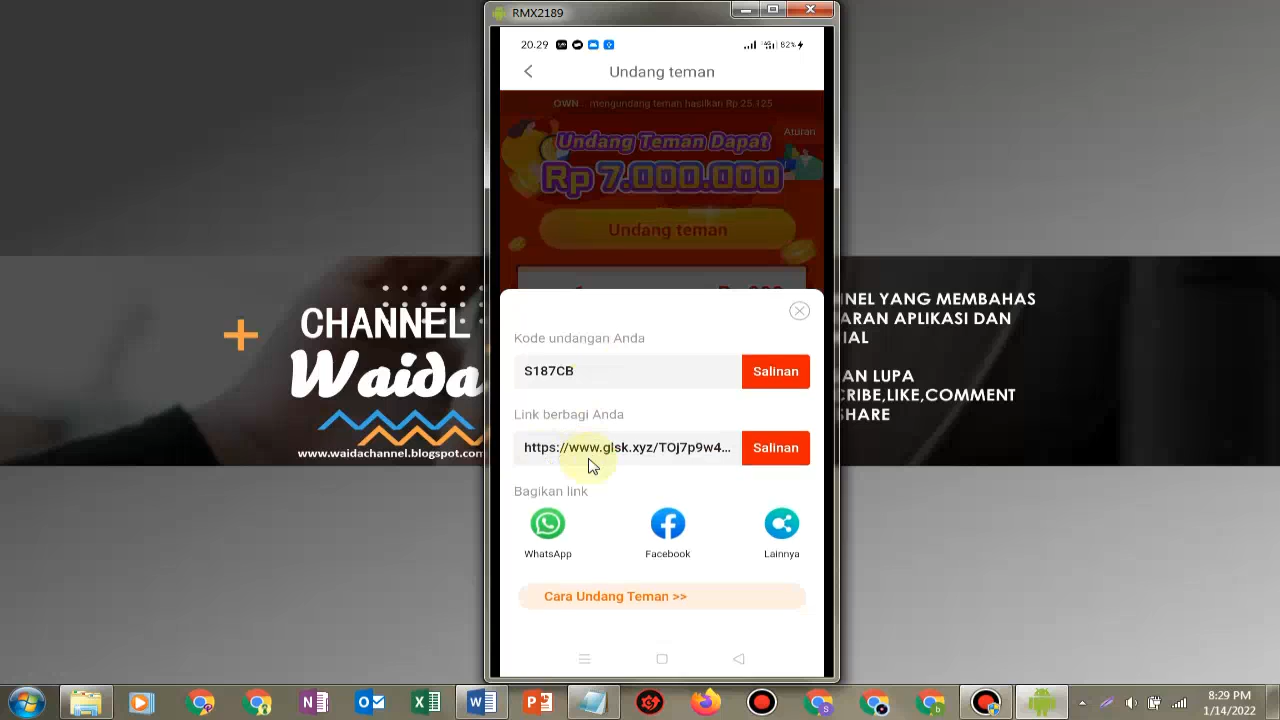 RMX2189
20.29
82%
Undang teman
OWN... mengundang teman hasilkan Rp 25.125
Aturan
Undang Teman Dapat
Rp 7.000.000
Undang teman
Kode undangan Anda
S187CB
Salinan
Link berbagi Anda
https://www.glsk.xyz/TOj7p9w4...
Salinan
Bagikan link
WhatsApp
Facebook
Lainnya
Cara Undang Teman >>
CHANNEL
Waida
www.waidachannel.blogspot.com
NEL YANG MEMBAHAS
ARAN APLIKASI DAN
IAL
AN LUPA
CRIBE,LIKE,COMMENT
SHARE
8:29 PM
1/14/2022